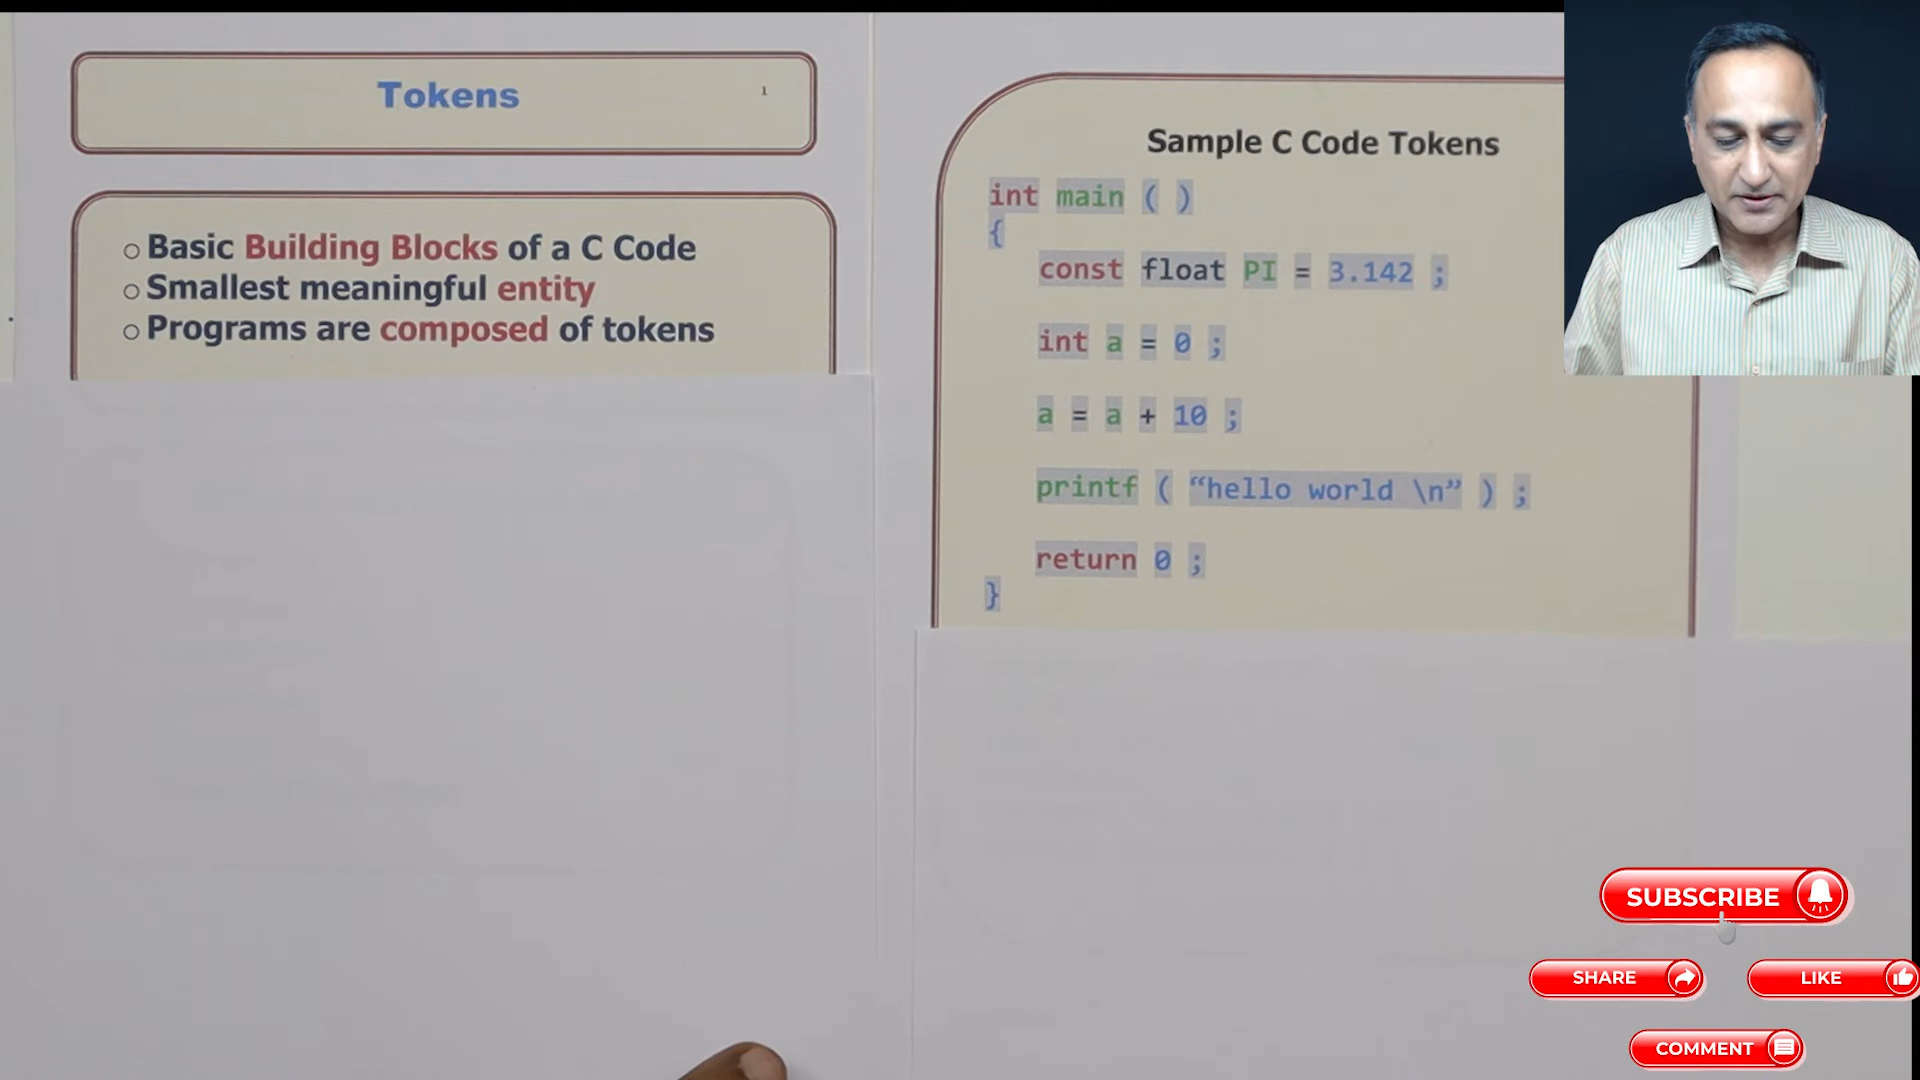 Tokens
1
Basic Building Blocks of a C Code
Smallest meaningful entity
Programs are composed of tokens
Sample C Code Tokens
int main ( )
{
const float PI = 3.142 ;
int a = 0 ;
a = a + 10 ;
printf ( “hello world \n” ) ;
return 0 ;
}
SUBSCRIBE
SHARE
LIKE
COMMENT